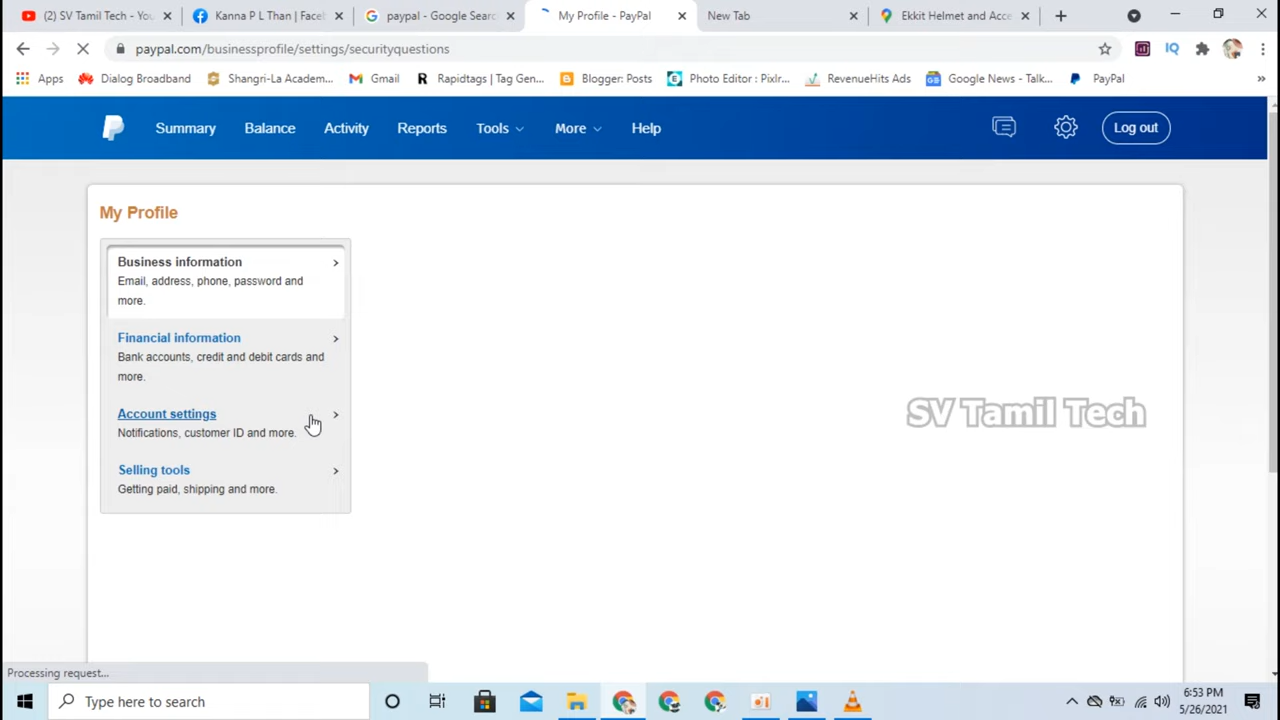 (2) SV Tamil Tech - You
Kanna P L Than | Facel
paypal - Google Searc
My Profile - PayPal
New Tab
Ekkit Helmet and Acce
paypal.com/businessprofile/settings/securityquestions
IQ
Apps
Dialog Broadband
Shangri-La Academ...
Gmail
Rapidtags | Tag Gen...
Blogger: Posts
Photo Editor : Pixlr...
RevenueHits Ads
Google News - Talk...
PayPal
»
Summary
Balance
Activity
Reports
Tools
More
Help
Log out
My Profile
Business information
Email, address, phone, password and
more.
Financial information
Bank accounts, credit and debit cards and
more.
Account settings
Notifications, customer ID and more.
Selling tools
Getting paid, shipping and more.
SV Tamil Tech
Processing request...
Type here to search
6:53 PM
5/26/2021